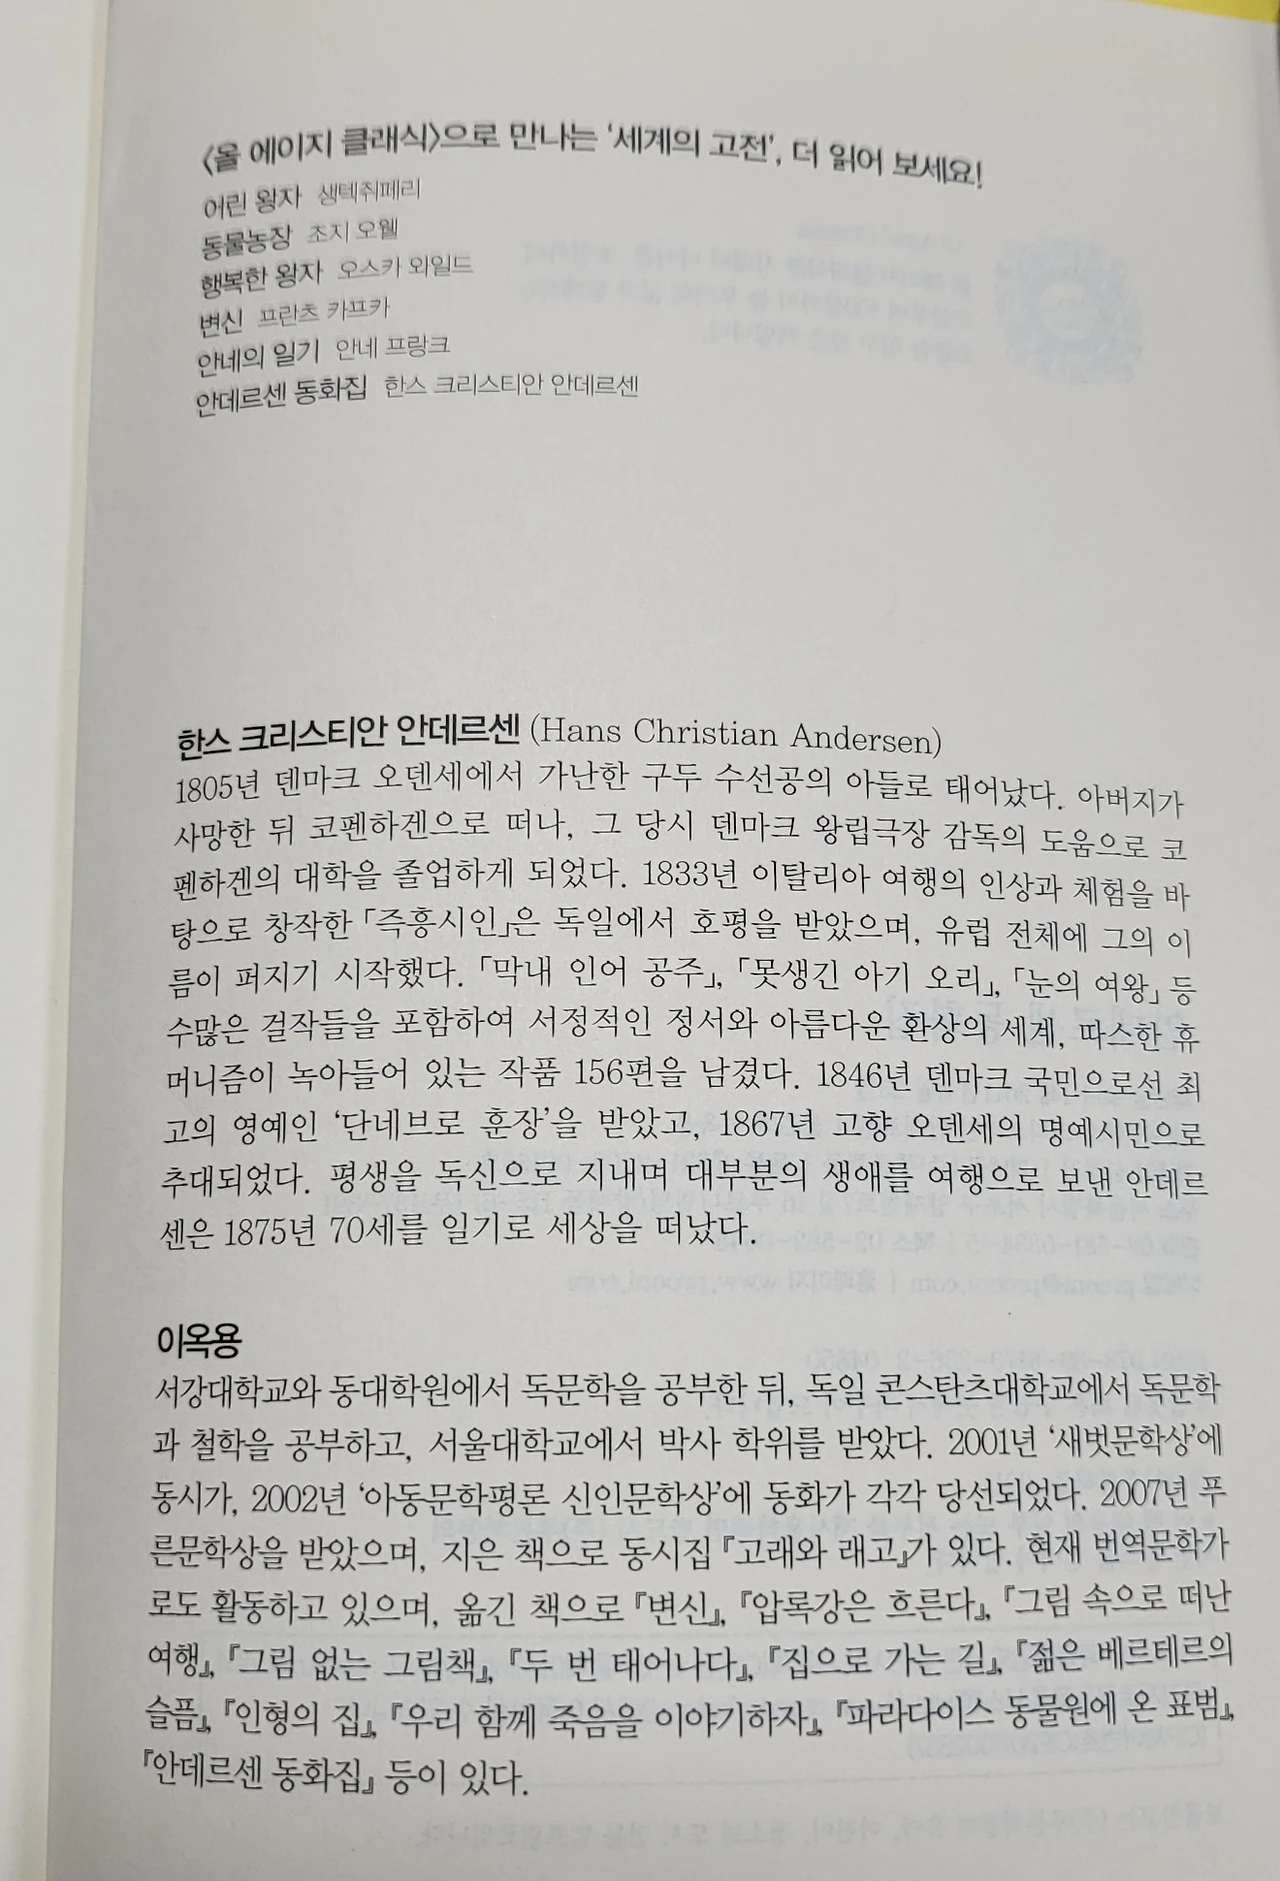 〈올 에이지 클래식〉으로 만나는 ‘세계의 고전’, 더 읽어 보세요!
어린 왕자 생텍쥐페리
동물농장 조지 오웰
행복한 왕자 오스카 와일드
변신 프란츠 카프카
안네의 일기 안네 프랑크
안데르센 동화집 한스 크리스티안 안데르센
한스 크리스티안 안데르센 (Hans Christian Andersen)
1805년 덴마크 오덴세에서 가난한 구두 수선공의 아들로 태어났다. 아버지가
사망한 뒤 코펜하겐으로 떠나, 그 당시 덴마크 왕립극장 감독의 도움으로 코
펜하겐의 대학을 졸업하게 되었다. 1833년 이탈리아 여행의 인상과 체험을 바
탕으로 창작한 「즉흥시인」은 독일에서 호평을 받았으며, 유럽 전체에 그의 이
름이 퍼지기 시작했다. 「막내 인어 공주」, 「못생긴 아기 오리」, 「눈의 여왕」 등
수많은 걸작들을 포함하여 서정적인 정서와 아름다운 환상의 세계, 따스한 휴
머니즘이 녹아들어 있는 작품 156편을 남겼다. 1846년 덴마크 국민으로선 최
고의 영예인 ‘단네브로 훈장’을 받았고, 1867년 고향 오덴세의 명예시민으로
추대되었다. 평생을 독신으로 지내며 대부분의 생애를 여행으로 보낸 안데르
센은 1875년 70세를 일기로 세상을 떠났다.
이옥용
서강대학교와 동대학원에서 독문학을 공부한 뒤, 독일 콘스탄츠대학교에서 독문학
과 철학을 공부하고, 서울대학교에서 박사 학위를 받았다. 2001년 ‘새벗문학상’에
동시가, 2002년 ‘아동문학평론 신인문학상’에 동화가 각각 당선되었다. 2007년 푸
른문학상을 받았으며, 지은 책으로 동시집 『고래와 래고』가 있다. 현재 번역문학가
로도 활동하고 있으며, 옮긴 책으로 『변신』, 『압록강은 흐른다』, 『그림 속으로 떠난
여행』, 『그림 없는 그림책』, 『두 번 태어나다』, 『집으로 가는 길』, 『젊은 베르테르의
슬픔』, 『인형의 집』, 『우리 함께 죽음을 이야기하자』, 『파라다이스 동물원에 온 표범』,
『안데르센 동화집』 등이 있다.